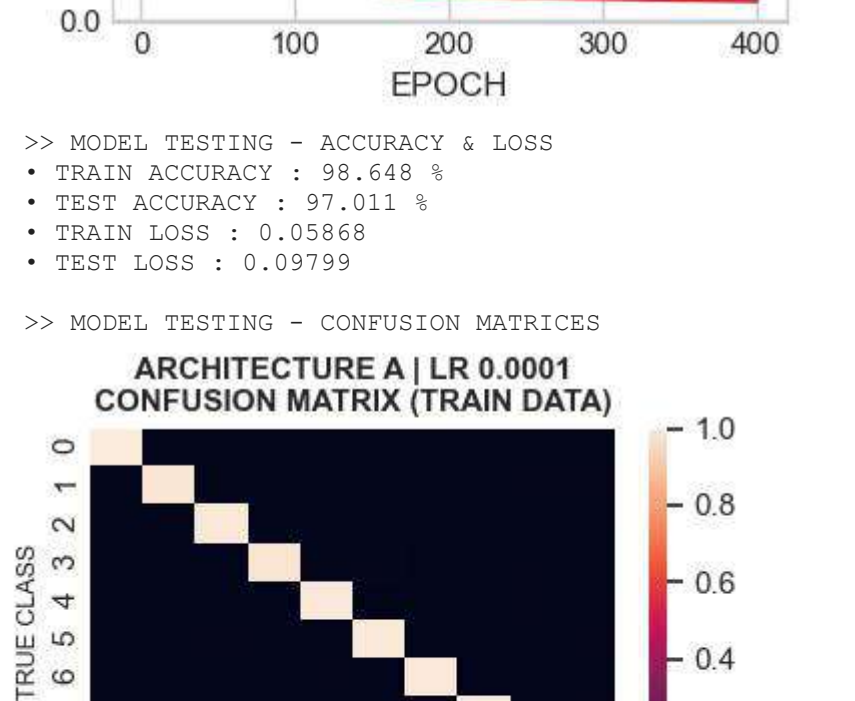 0.0
0 100 200 300 400
EPOCH
>> MODEL TESTING - ACCURACY & LOSS
• TRAIN ACCURACY : 98.648 %
• TEST ACCURACY : 97.011 %
• TRAIN LOSS : 0.05868
• TEST LOSS : 0.09799
>> MODEL TESTING - CONFUSION MATRICES
ARCHITECTURE A | LR 0.0001
CONFUSION MATRIX (TRAIN DATA)
TRUE CLASS
0
1
2
3
4
5
6
1.0
0.8
0.6
0.4